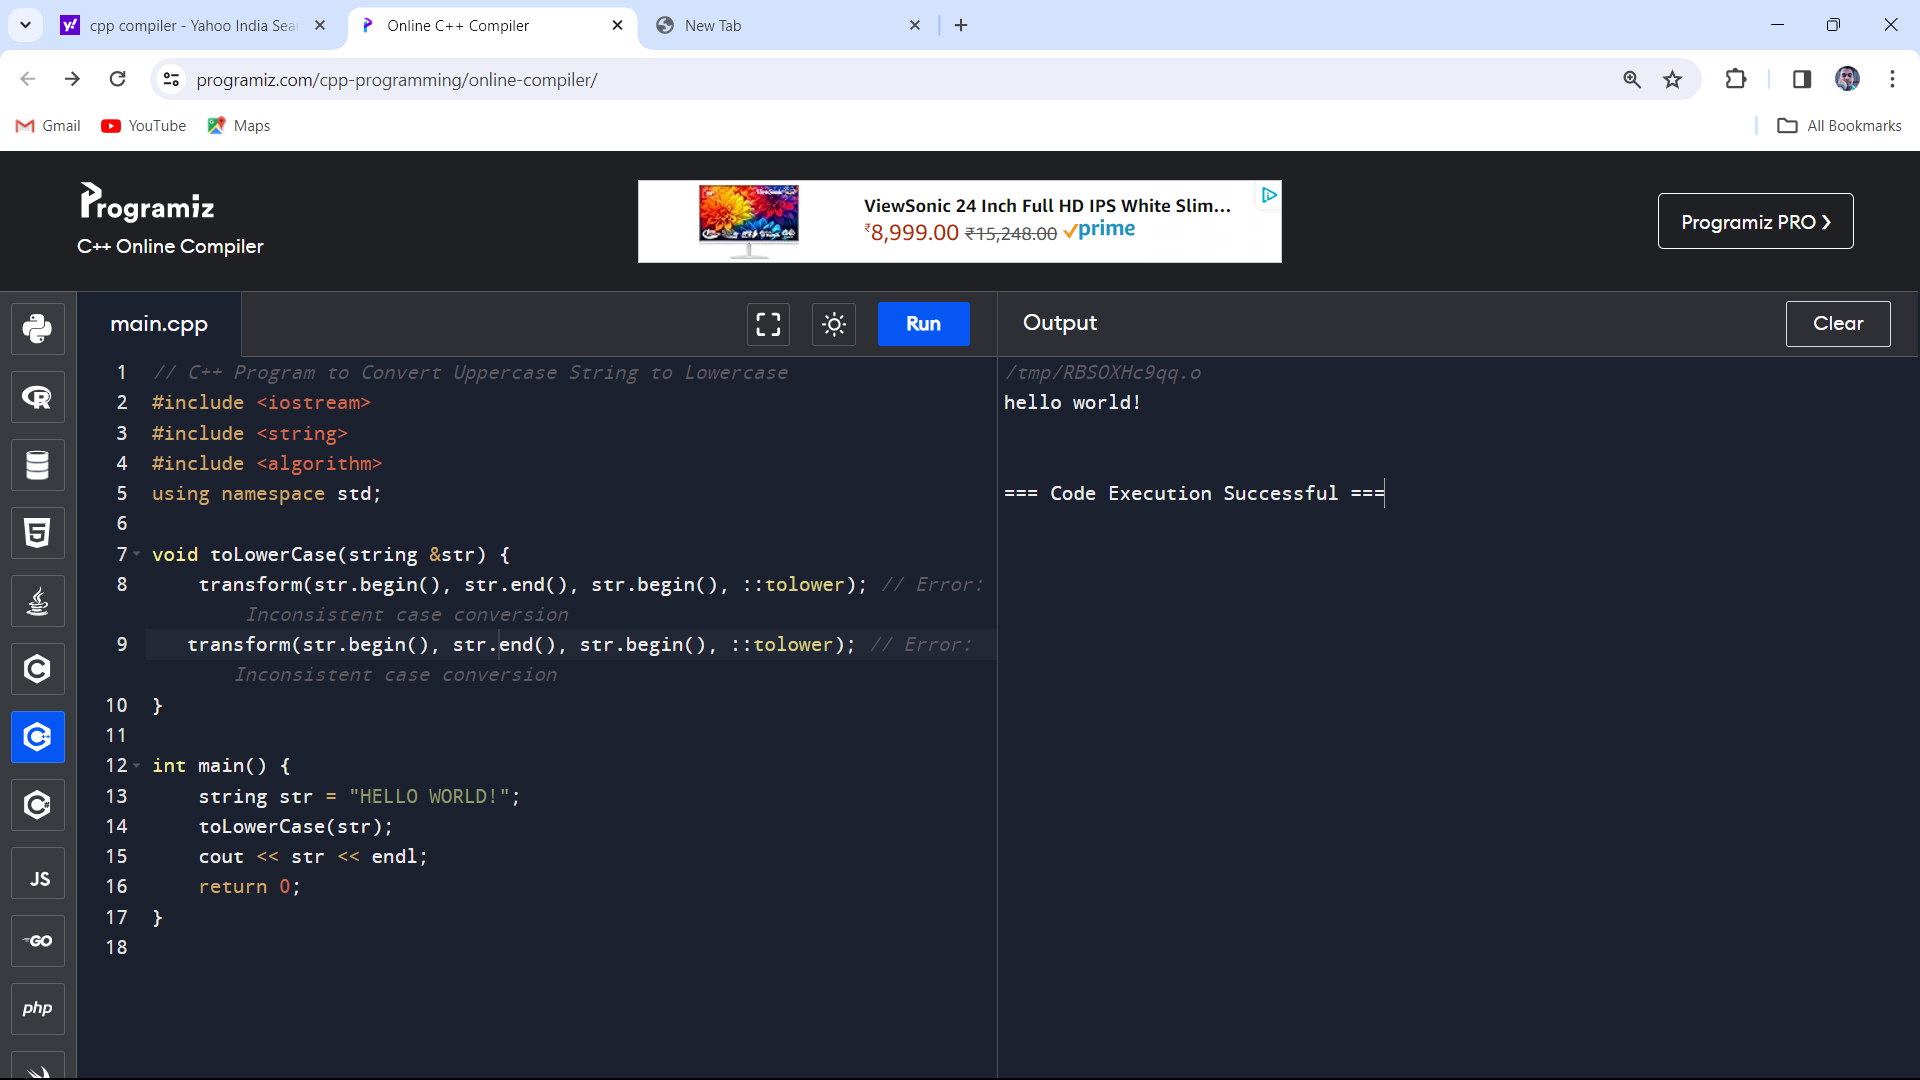 cpp compiler - Yahoo India Sear
Online C++ Compiler
New Tab
programiz.com/cpp-programming/online-compiler/
Gmail
YouTube
Maps
All Bookmarks
Programiz
C++ Online Compiler
ViewSonic 24 Inch Full HD IPS White Slim...
₹8,999.00 ₹15,248.00 prime
Programiz PRO ❯
main.cpp
Run
Output
Clear
1 // C++ Program to Convert Uppercase String to Lowercase
2 #include <iostream>
3 #include <string>
4 #include <algorithm>
5 using namespace std;
6
7 void toLowerCase(string &str) {
8 transform(str.begin(), str.end(), str.begin(), ::tolower); // Error:
Inconsistent case conversion
9 transform(str.begin(), str.end(), str.begin(), ::tolower); // Error:
Inconsistent case conversion
10 }
11
12 int main() {
13 string str = "HELLO WORLD!";
14 toLowerCase(str);
15 cout << str << endl;
16 return 0;
17 }
18
/tmp/RBSOXHc9qq.o
hello world!
=== Code Execution Successful ===
JS
GO
php